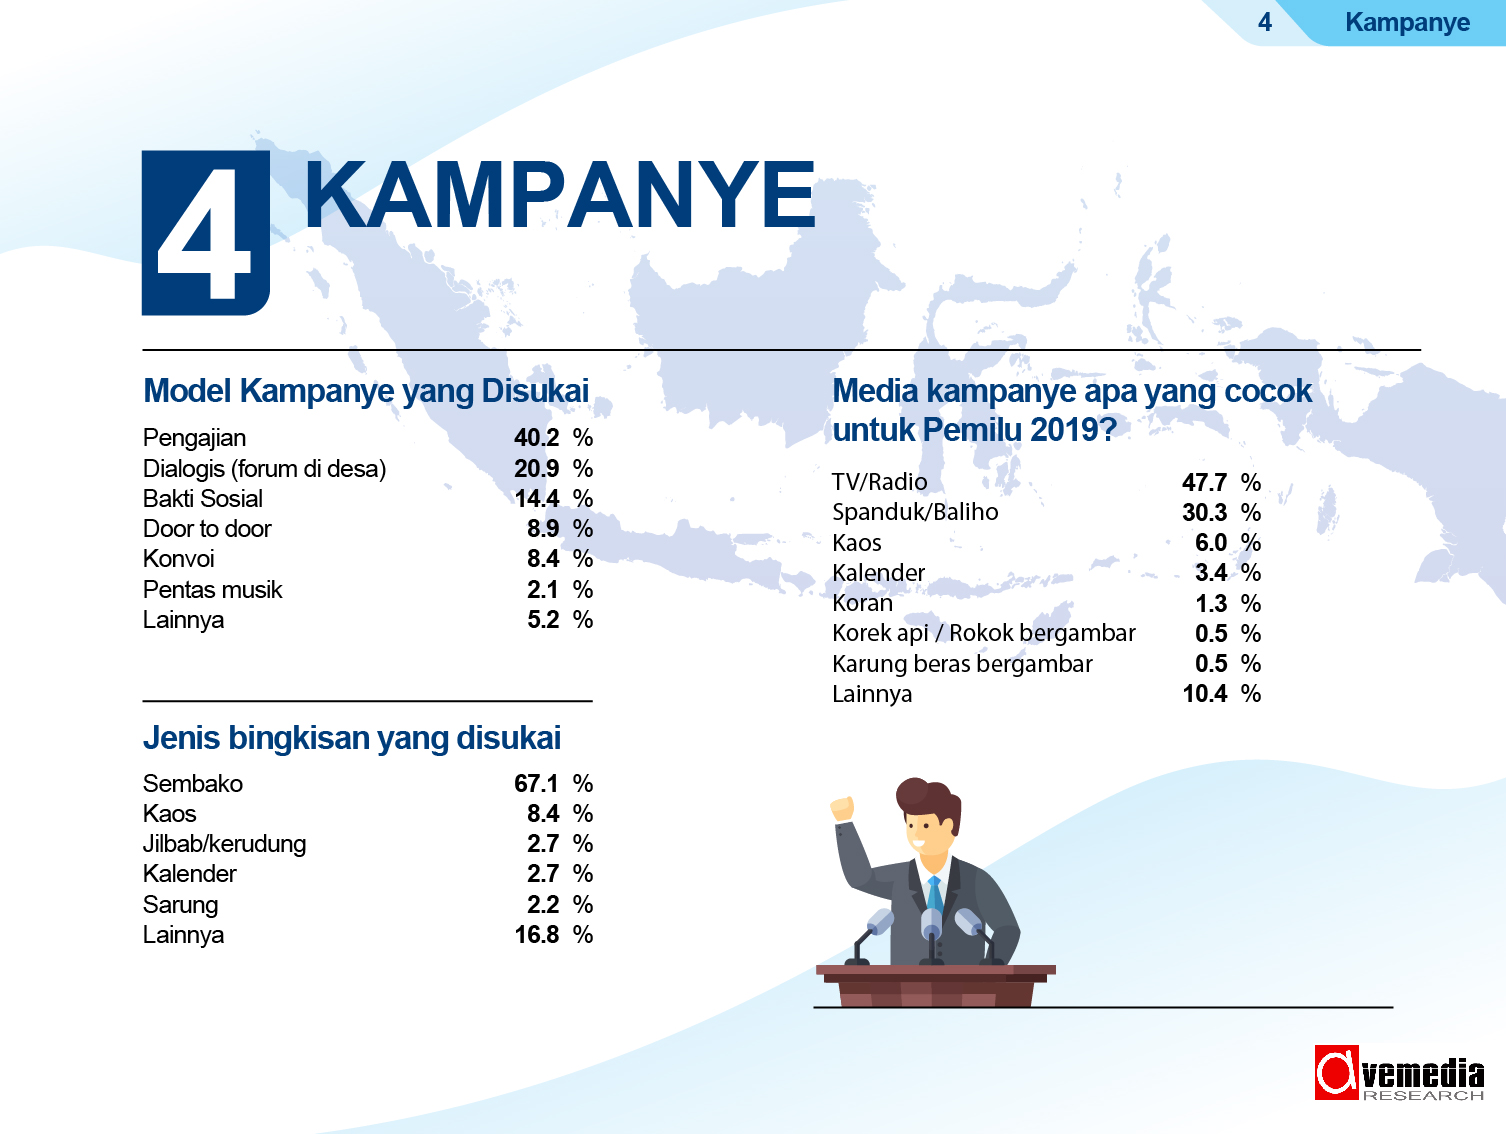 4 Kampanye
4 KAMPANYE
Model Kampanye yang Disukai
Pengajian 40.2 %
Dialogis (forum di desa) 20.9 %
Bakti Sosial 14.4 %
Door to door 8.9 %
Konvoi 8.4 %
Pentas musik 2.1 %
Lainnya 5.2 %
Jenis bingkisan yang disukai
Sembako 67.1 %
Kaos 8.4 %
Jilbab/kerudung 2.7 %
Kalender 2.7 %
Sarung 2.2 %
Lainnya 16.8 %
Media kampanye apa yang cocok
untuk Pemilu 2019?
TV/Radio 47.7 %
Spanduk/Baliho 30.3 %
Kaos 6.0 %
Kalender 3.4 %
Koran 1.3 %
Korek api / Rokok bergambar 0.5 %
Karung beras bergambar 0.5 %
Lainnya 10.4 %
avemedia
RESEARCH